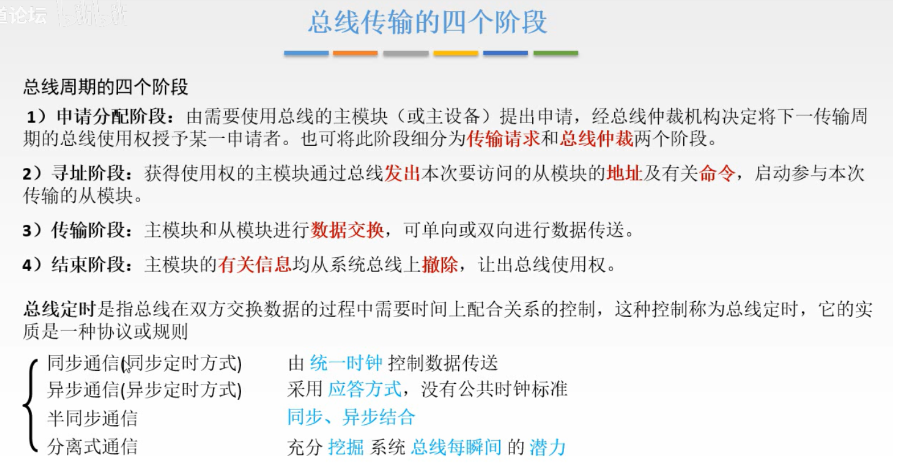 道论坛
总线传输的四个阶段
总线周期的四个阶段
1）申请分配阶段：由需要使用总线的主模块（或主设备）提出申请，经总线仲裁机构决定将下一传输周
期的总线使用权授予某一申请者。也可将此阶段细分为传输请求和总线仲裁两个阶段。
2）寻址阶段：获得使用权的主模块通过总线发出本次要访问的从模块的地址及有关命令，启动参与本次
传输的从模块。
3）传输阶段：主模块和从模块进行数据交换，可单向或双向进行数据传送。
4）结束阶段：主模块的有关信息均从系统总线上撤除，让出总线使用权。
总线定时是指总线在双方交换数据的过程中需要时间上配合关系的控制，这种控制称为总线定时，它的实
质是一种协议或规则
同步通信(同步定时方式) 由 统一时钟 控制数据传送
异步通信(异步定时方式) 采用 应答方式，没有公共时钟标准
半同步通信 同步、异步结合
分离式通信 充分 挖掘 系统 总线每瞬间 的 潜力